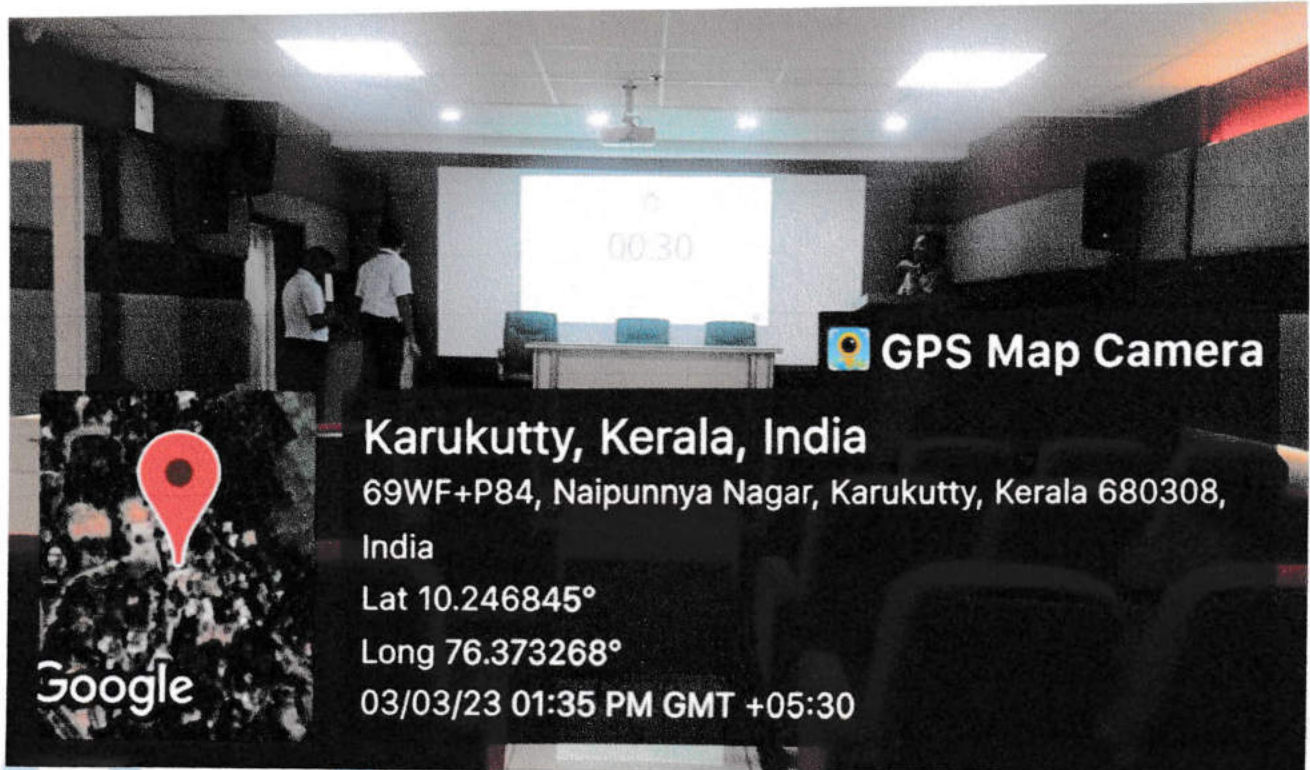 00:30
GPS Map Camera
Karukutty, Kerala, India
69WF+P84, Naipunnya Nagar, Karukutty, Kerala 680308,
India
Lat 10.246845°
Long 76.373268°
03/03/23 01:35 PM GMT +05:30
Google